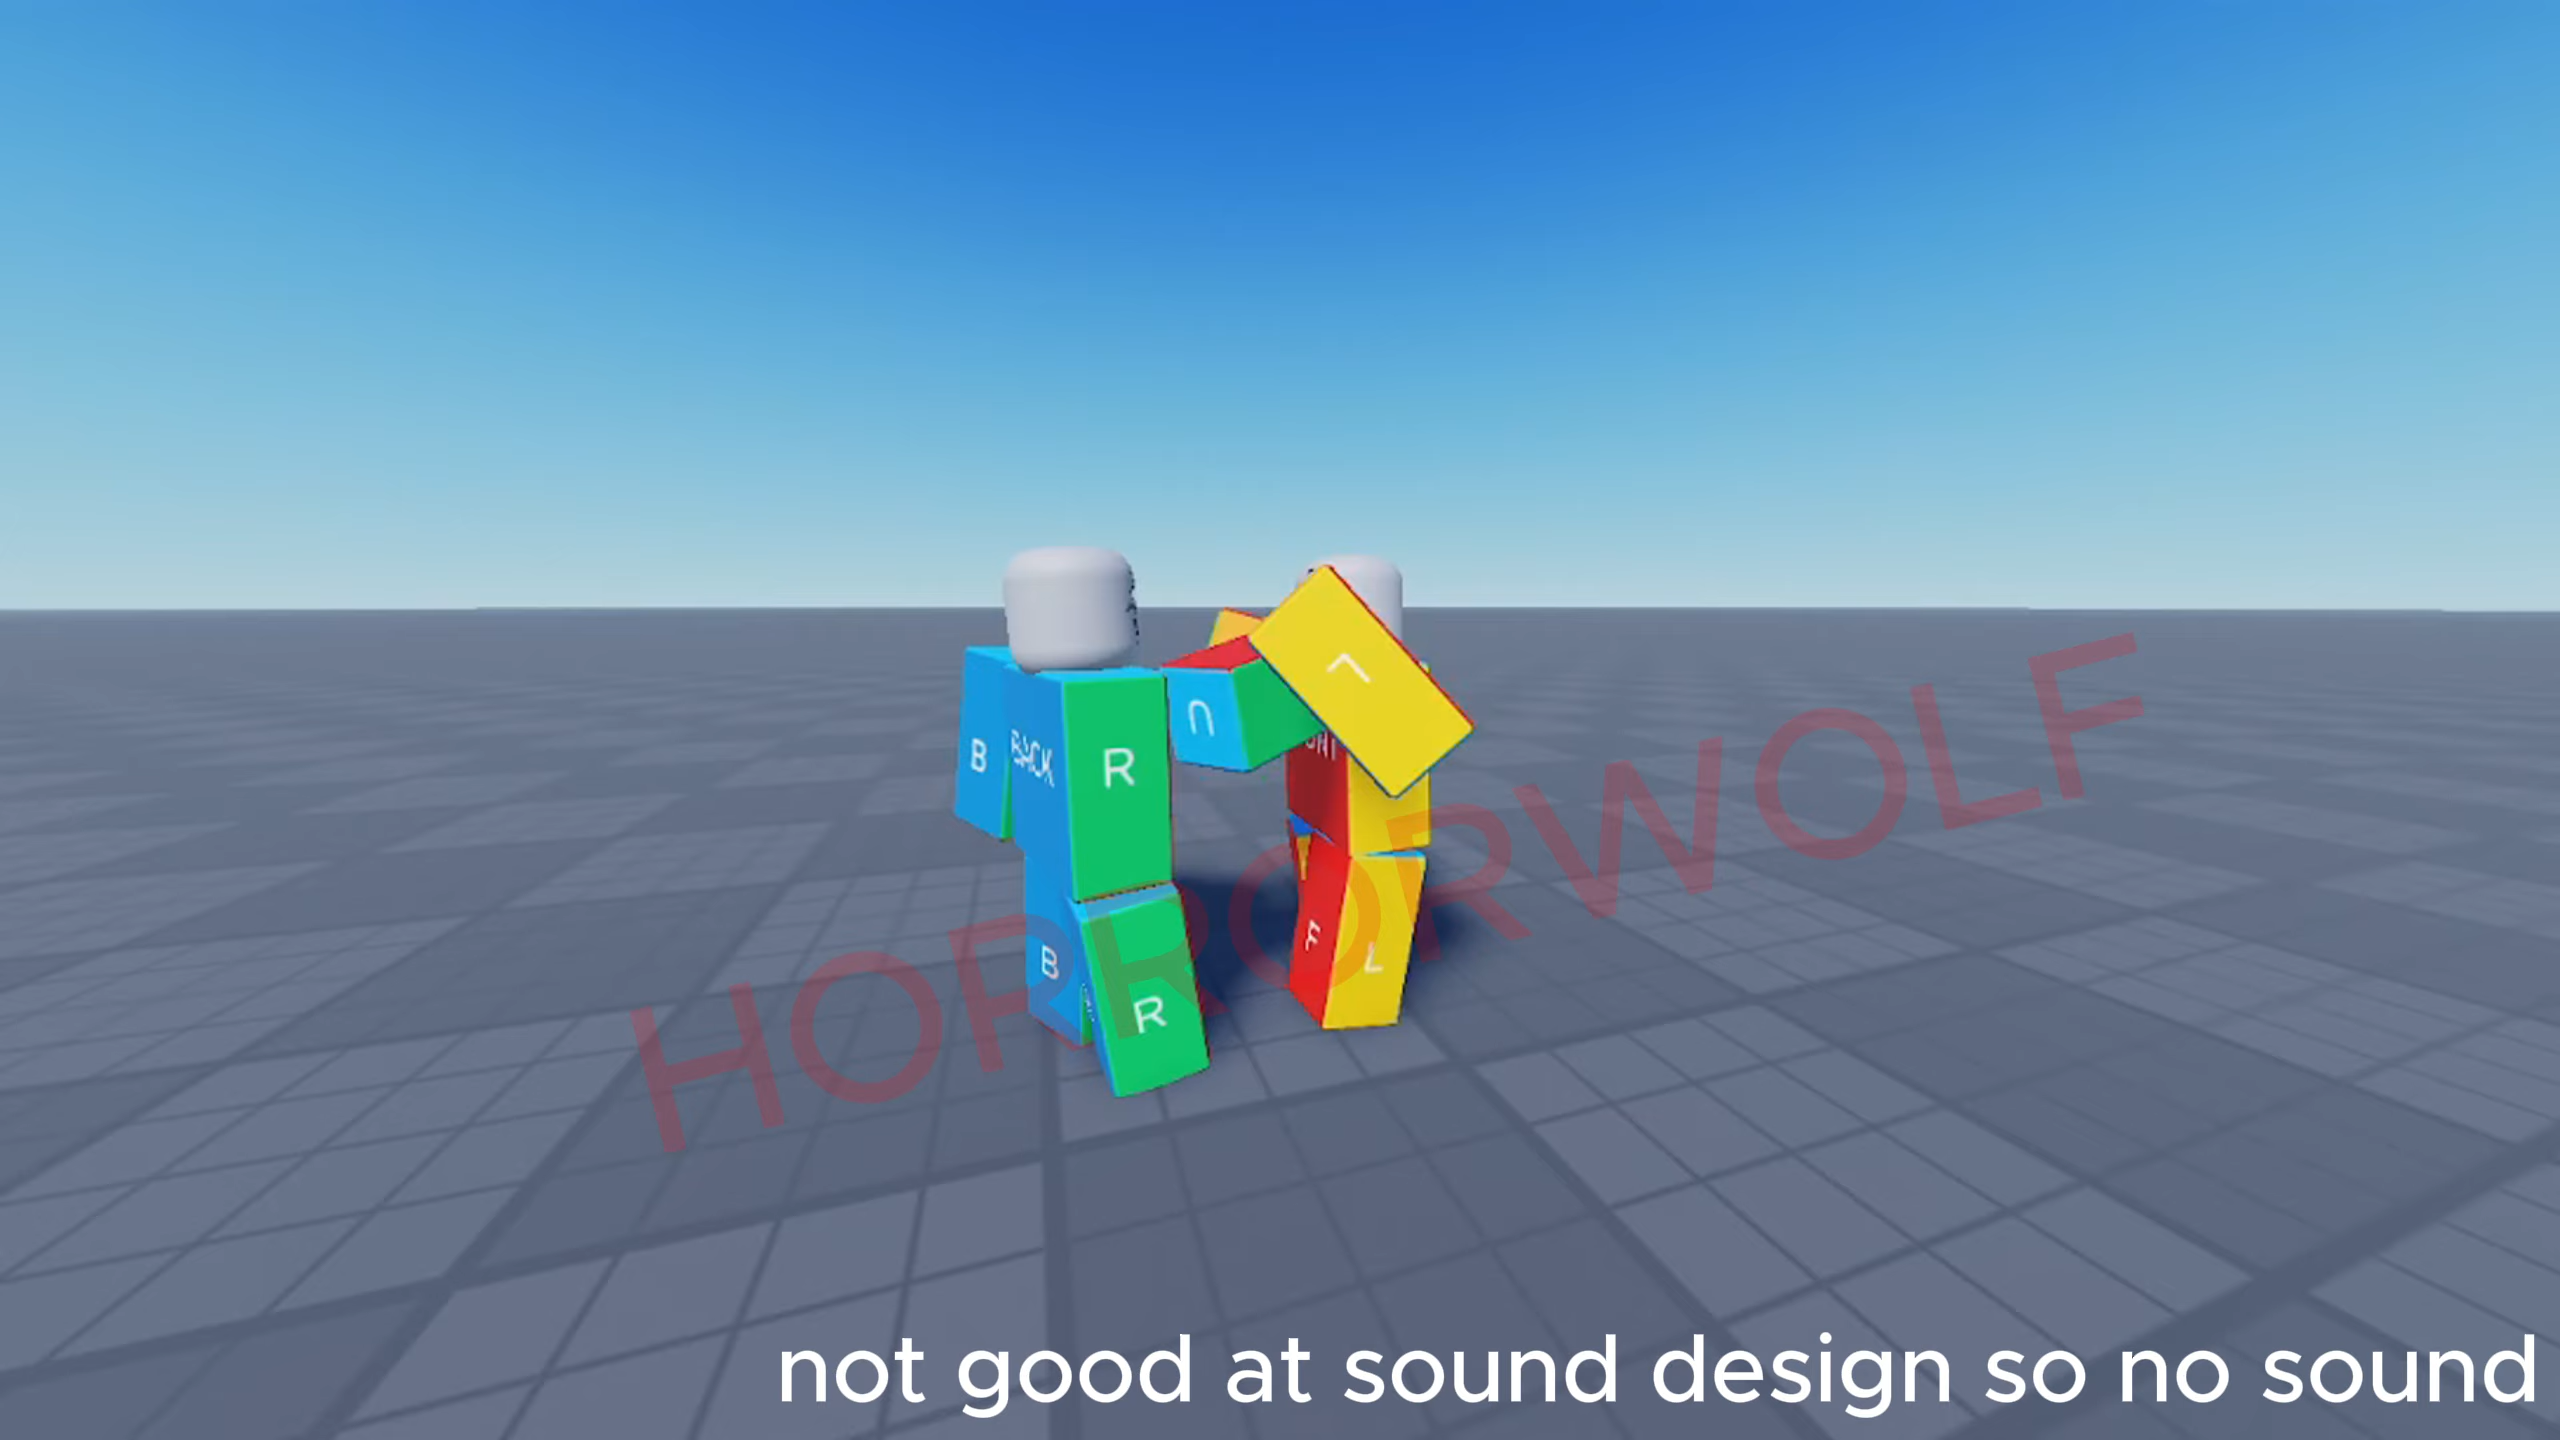 B
BACK
R
U
L
B
R
F
L
HORRORWOLF
not good at sound design so no sound